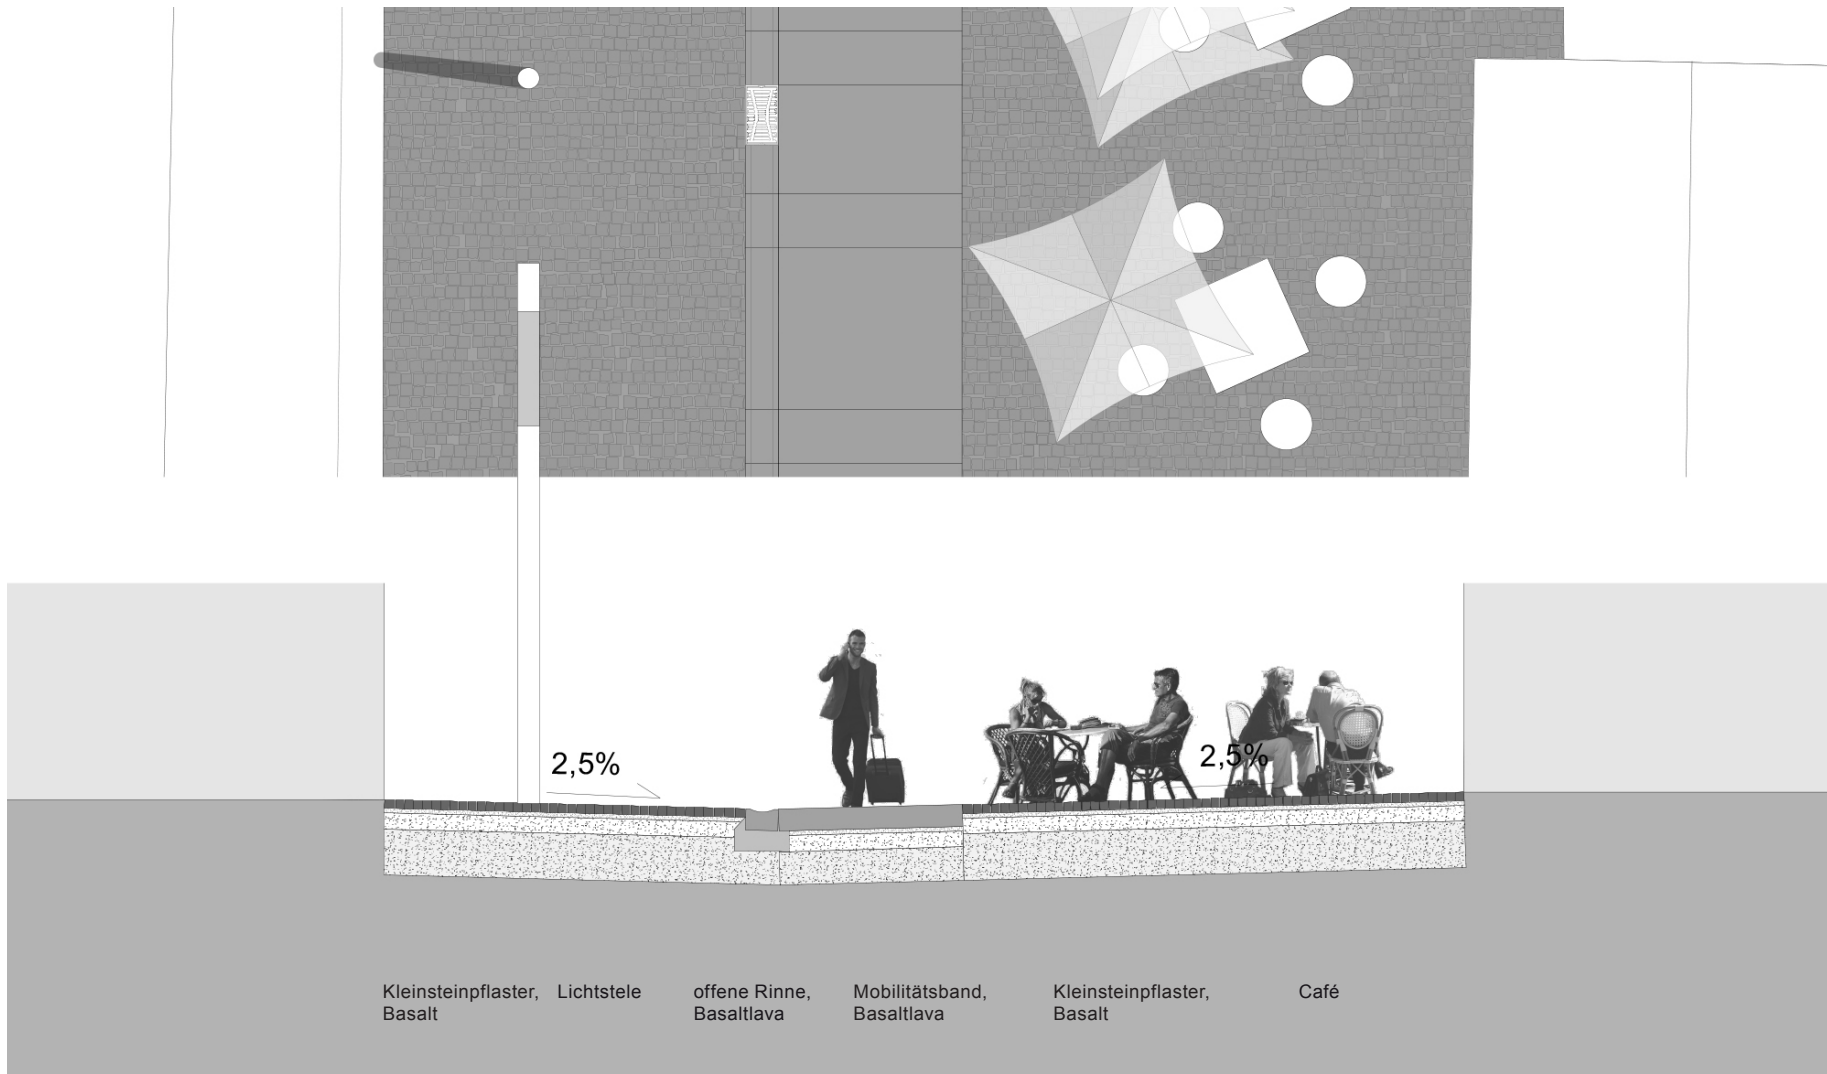 2,5%
2,5%
Kleinsteinpflaster,
Basalt
Lichtstele
offene Rinne,
Basaltlava
Mobilitätsband,
Basaltlava
Kleinsteinpflaster,
Basalt
Café